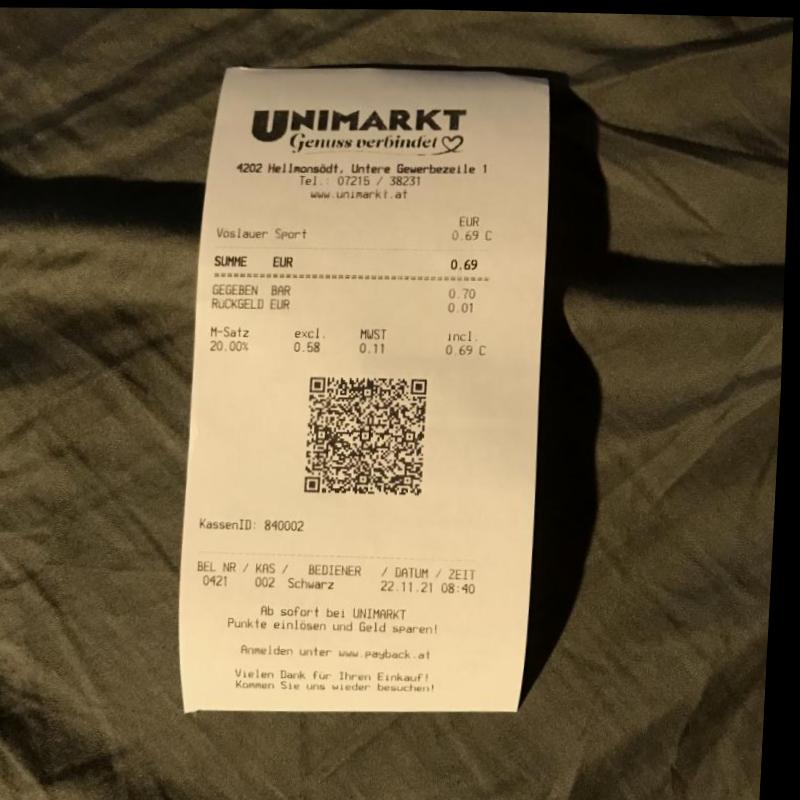 UNIMARKT
Genuss verbindet
4202 Hellmonsödt, Untere Gewerbezeile 1
Tel.: 07215 / 38231
www.unimarkt.at
EUR
Voslauer Sport 0.69 C
SUMME EUR 0.69
GEGEBEN BAR 0.70
RÜCKGELD EUR 0.01
M-Satz excl. MWST incl.
20.00% 0.58 0.11 0.69 C
KassenID: 840002
BEL NR / KAS / BEDIENER / DATUM / ZEIT
0421 002 Schwarz 22.11.21 08:40
Ab sofort bei UNIMARKT
Punkte einlösen und Geld sparen!
Anmelden unter www.payback.at
Vielen Dank für Ihren Einkauf!
Kommen Sie uns wieder besuchen!